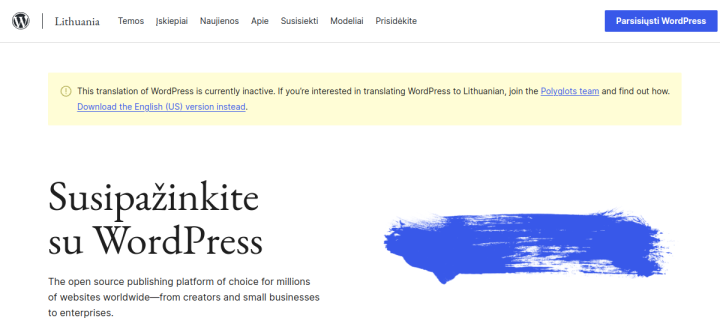 Lithuania Temos Įskiepiai Naujienos Apie Susisiekti Modeliai Prisidėkite Parsisiųsti WordPress
This translation of WordPress is currently inactive. If you're interested in translating WordPress to Lithuanian, join the Polyglots team and find out how.
Download the English (US) version instead.
Susipažinkite
su WordPress
The open source publishing platform of choice for millions
of websites worldwide—from creators and small businesses
to enterprises.